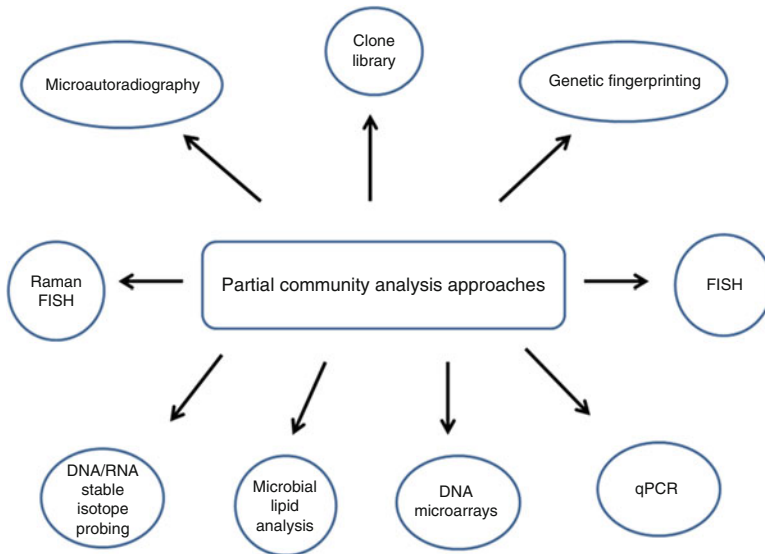 Microautoradiography
Clone
library
Genetic fingerprinting
Raman
FISH
Partial community analysis approaches
FISH
DNA/RNA
stable
isotope
probing
Microbial
lipid
analysis
DNA
microarrays
qPCR